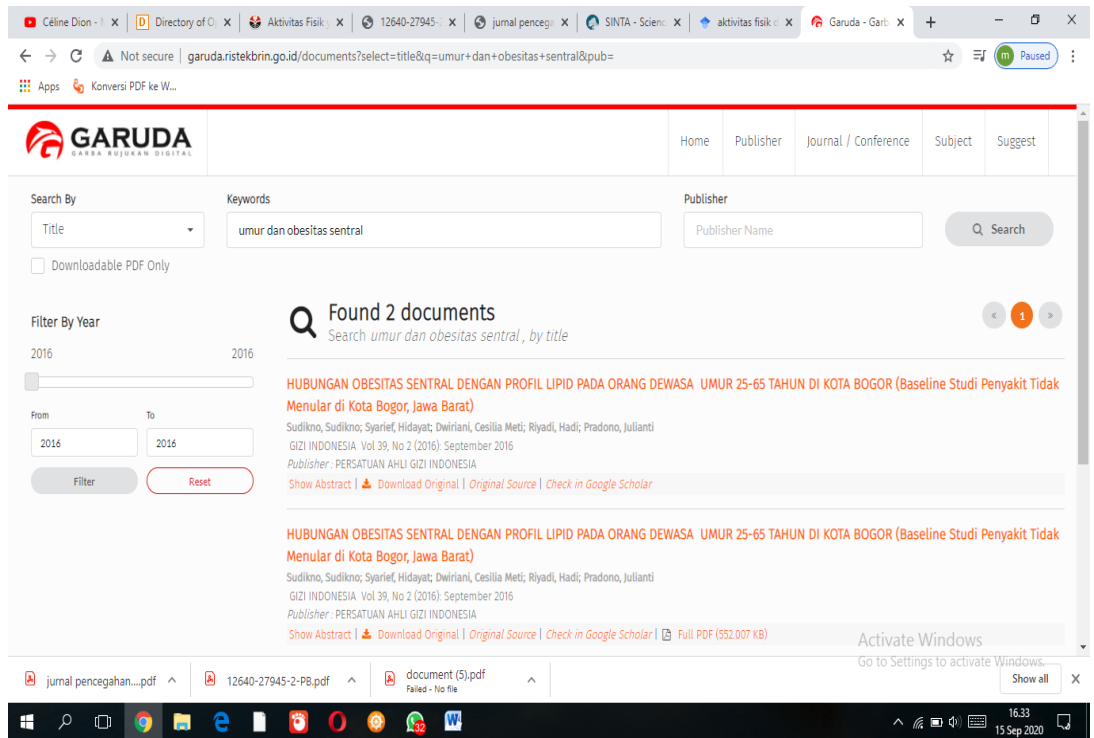 Céline Dion - N
Directory of O
Aktivitas Fisik
12640-27945-
jurnal pencega
SINTA - Scienc
aktivitas fisik d
Garuda - Garb
Not secure | garuda.ristekbrin.go.id/documents?select=title&q=umur+dan+obesitas+sentral&pub=
m Paused
Apps
Konversi PDF ke W...
GARUDA
GARBA RUJUKAN DIGITAL
Home
Publisher
Journal / Conference
Subject
Suggest
Search By
Keywords
Publisher
Title
umur dan obesitas sentral
Publisher Name
Search
Downloadable PDF Only
Filter By Year
2016 2016
From To
2016 2016
Filter Reset
Found 2 documents
Search umur dan obesitas sentral , by title
« 1 »
HUBUNGAN OBESITAS SENTRAL DENGAN PROFIL LIPID PADA ORANG DEWASA UMUR 25-65 TAHUN DI KOTA BOGOR (Baseline Studi Penyakit Tidak
Menular di Kota Bogor, Jawa Barat)
Sudikno, Sudikno; Syarief, Hidayat; Dwiriani, Cesilia Meti; Riyadi, Hadi; Pradono, Julianti
GIZI INDONESIA Vol 39, No 2 (2016): September 2016
Publisher : PERSATUAN AHLI GIZI INDONESIA
Show Abstract | Download Original | Original Source | Check in Google Scholar
HUBUNGAN OBESITAS SENTRAL DENGAN PROFIL LIPID PADA ORANG DEWASA UMUR 25-65 TAHUN DI KOTA BOGOR (Baseline Studi Penyakit Tidak
Menular di Kota Bogor, Jawa Barat)
Sudikno, Sudikno; Syarief, Hidayat; Dwiriani, Cesilia Meti; Riyadi, Hadi; Pradono, Julianti
GIZI INDONESIA Vol 39, No 2 (2016): September 2016
Publisher : PERSATUAN AHLI GIZI INDONESIA
Show Abstract | Download Original | Original Source | Check in Google Scholar | Full PDF (552.007 KB)
Activate Windows
Go to Settings to activate Windows.
jurnal pencegahan....pdf
12640-27945-2-PB.pdf
document (5).pdf
Failed - No file
Show all
32
16.33
15 Sep 2020